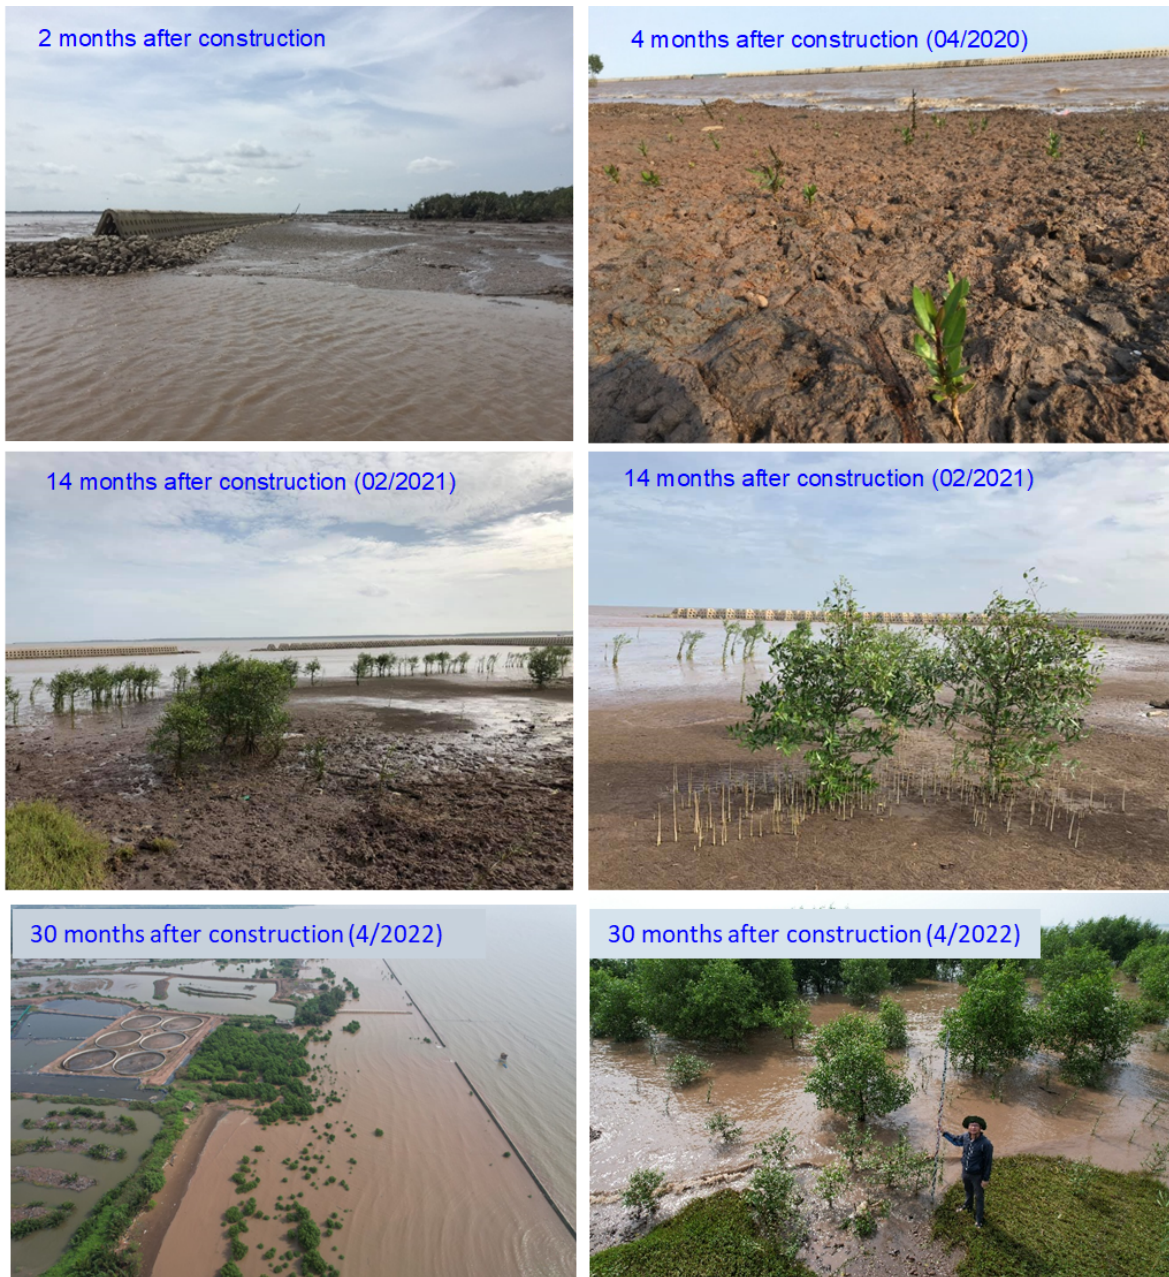 2 months after construction
4 months after construction (04/2020)
14 months after construction (02/2021)
14 months after construction (02/2021)
30 months after construction (4/2022)
30 months after construction (4/2022)